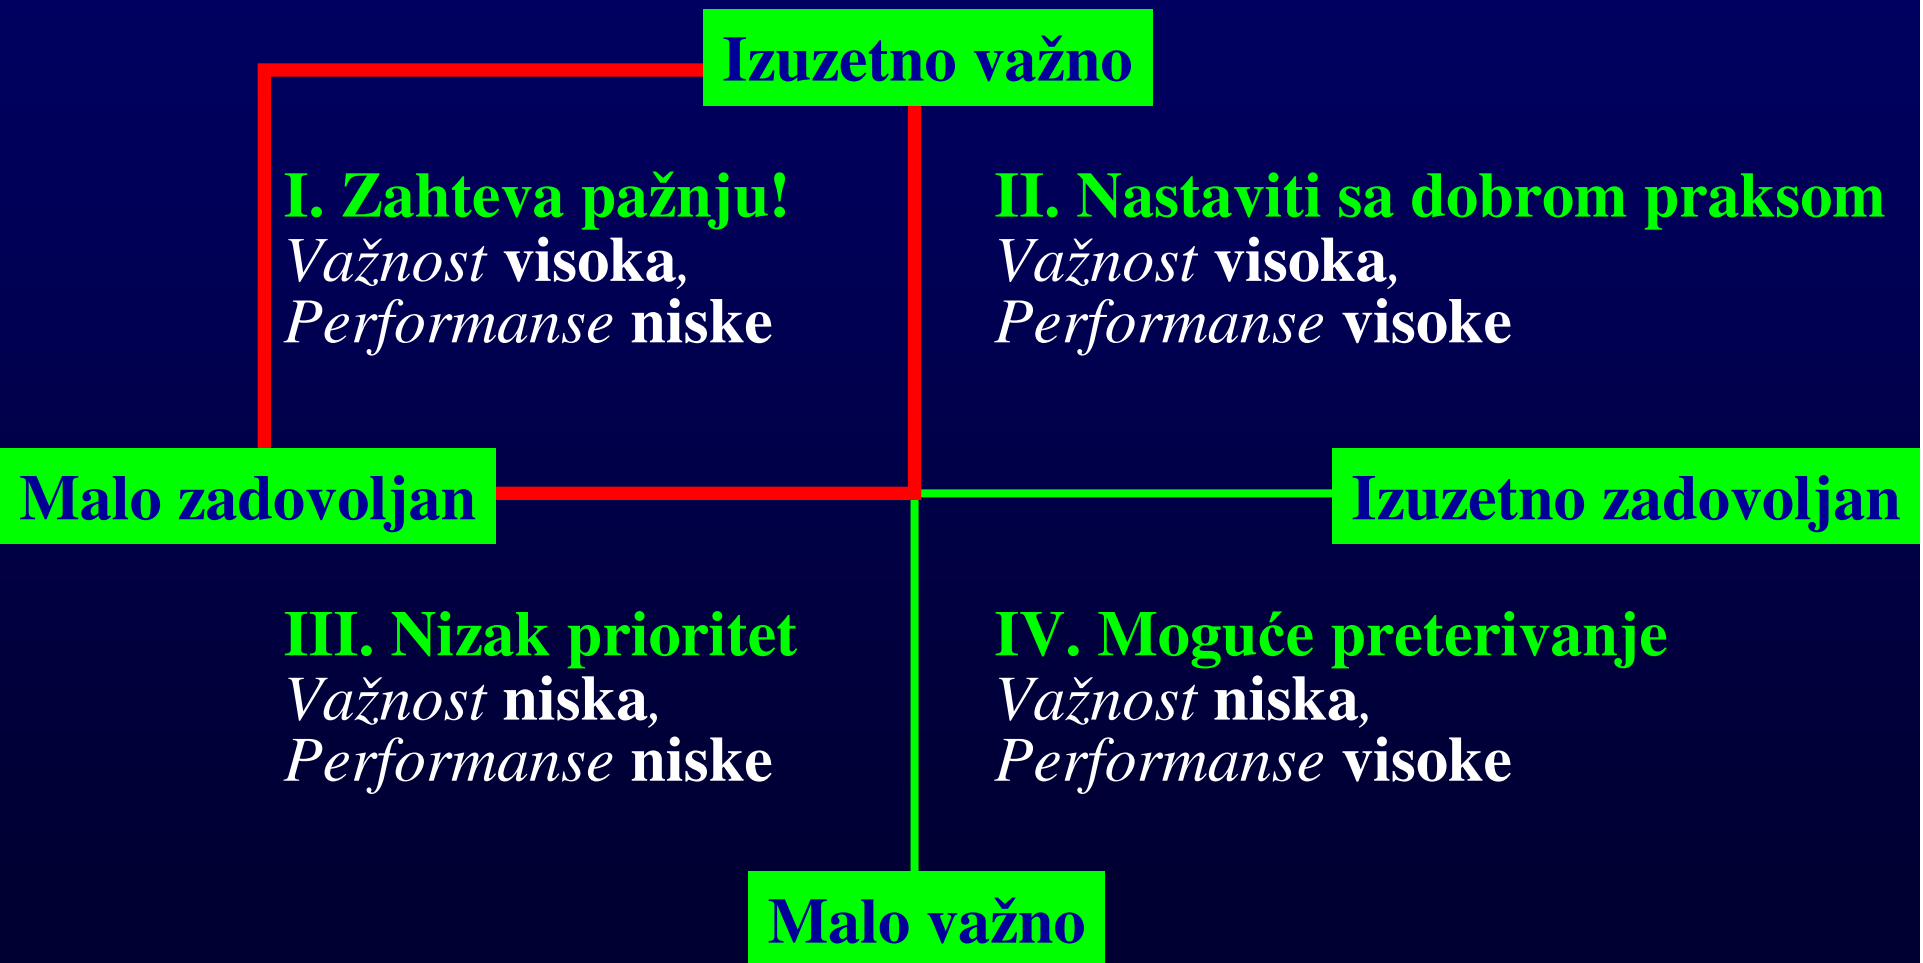 Izuzetno važno
I. Zahteva pažnju!
Važnost visoka,
Performanse niske
II. Nastaviti sa dobrom praksom
Važnost visoka,
Performanse visoke
Malo zadovoljan
Izuzetno zadovoljan
III. Nizak prioritet
Važnost niska,
Performanse niske
IV. Moguće preterivanje
Važnost niska,
Performanse visoke
Malo važno